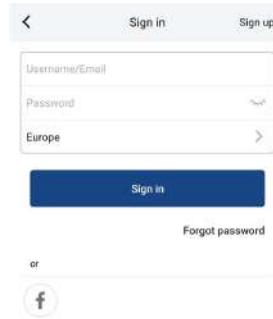 Sign in
Sign up
Username/Email
Password
Europe
Sign in
Forgot password
or
f